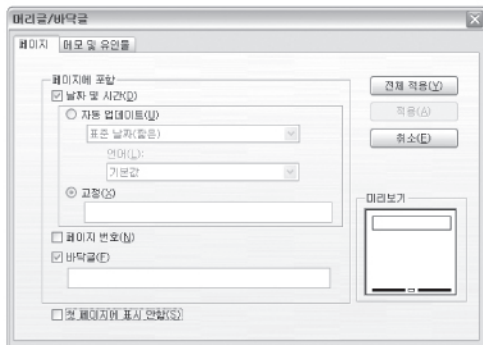 머리글/바닥글
페이지 메모 및 유인물
페이지에 포함
날짜 및 시간(D)
자동 업데이트(U)
표준 날짜(짧은)
언어(L):
기본값
고정(X)
페이지 번호(N)
바닥글(F)
첫 페이지에 표시 안함(S)
전체 적용(Y)
적용(A)
취소(E)
미리보기